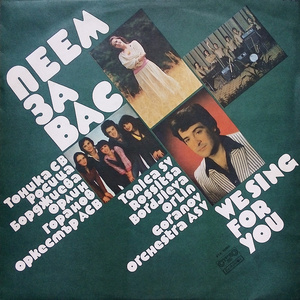 ПЕЕМ
ЗА
ВАС
Тоника СВ
Росица
Борджиева
Орлин
Горанов
Оркестър АСВ
Tonica SV
Rossitsa
Bordjieva
Orlin
Goranov
Orchestra ASV
WE SING
FOR
YOU